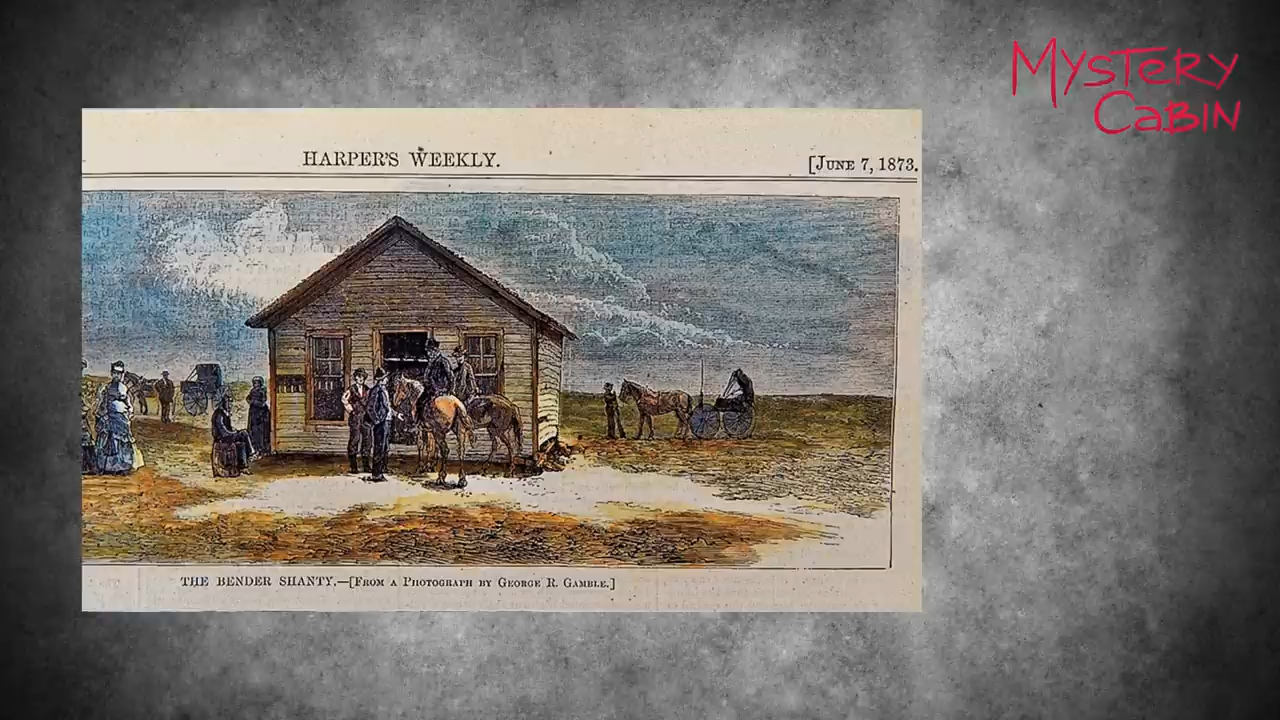 MYSTERY
CABIN
HARPER'S WEEKLY.
[JUNE 7, 1873.
THE BENDER SHANTY.—[FROM A PHOTOGRAPH BY GEORGE R. GAMBLE.]